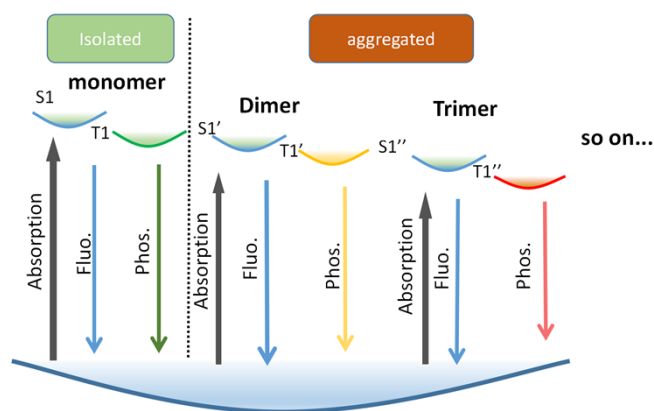 Isolated
aggregated
monomer
Dimer
Trimer
so on...
S1
T1
S1’
T1’
S1’’
T1’’
Absorption
Fluo.
Phos.
Absorption
Fluo.
Phos.
Absorption
Fluo.
Phos.